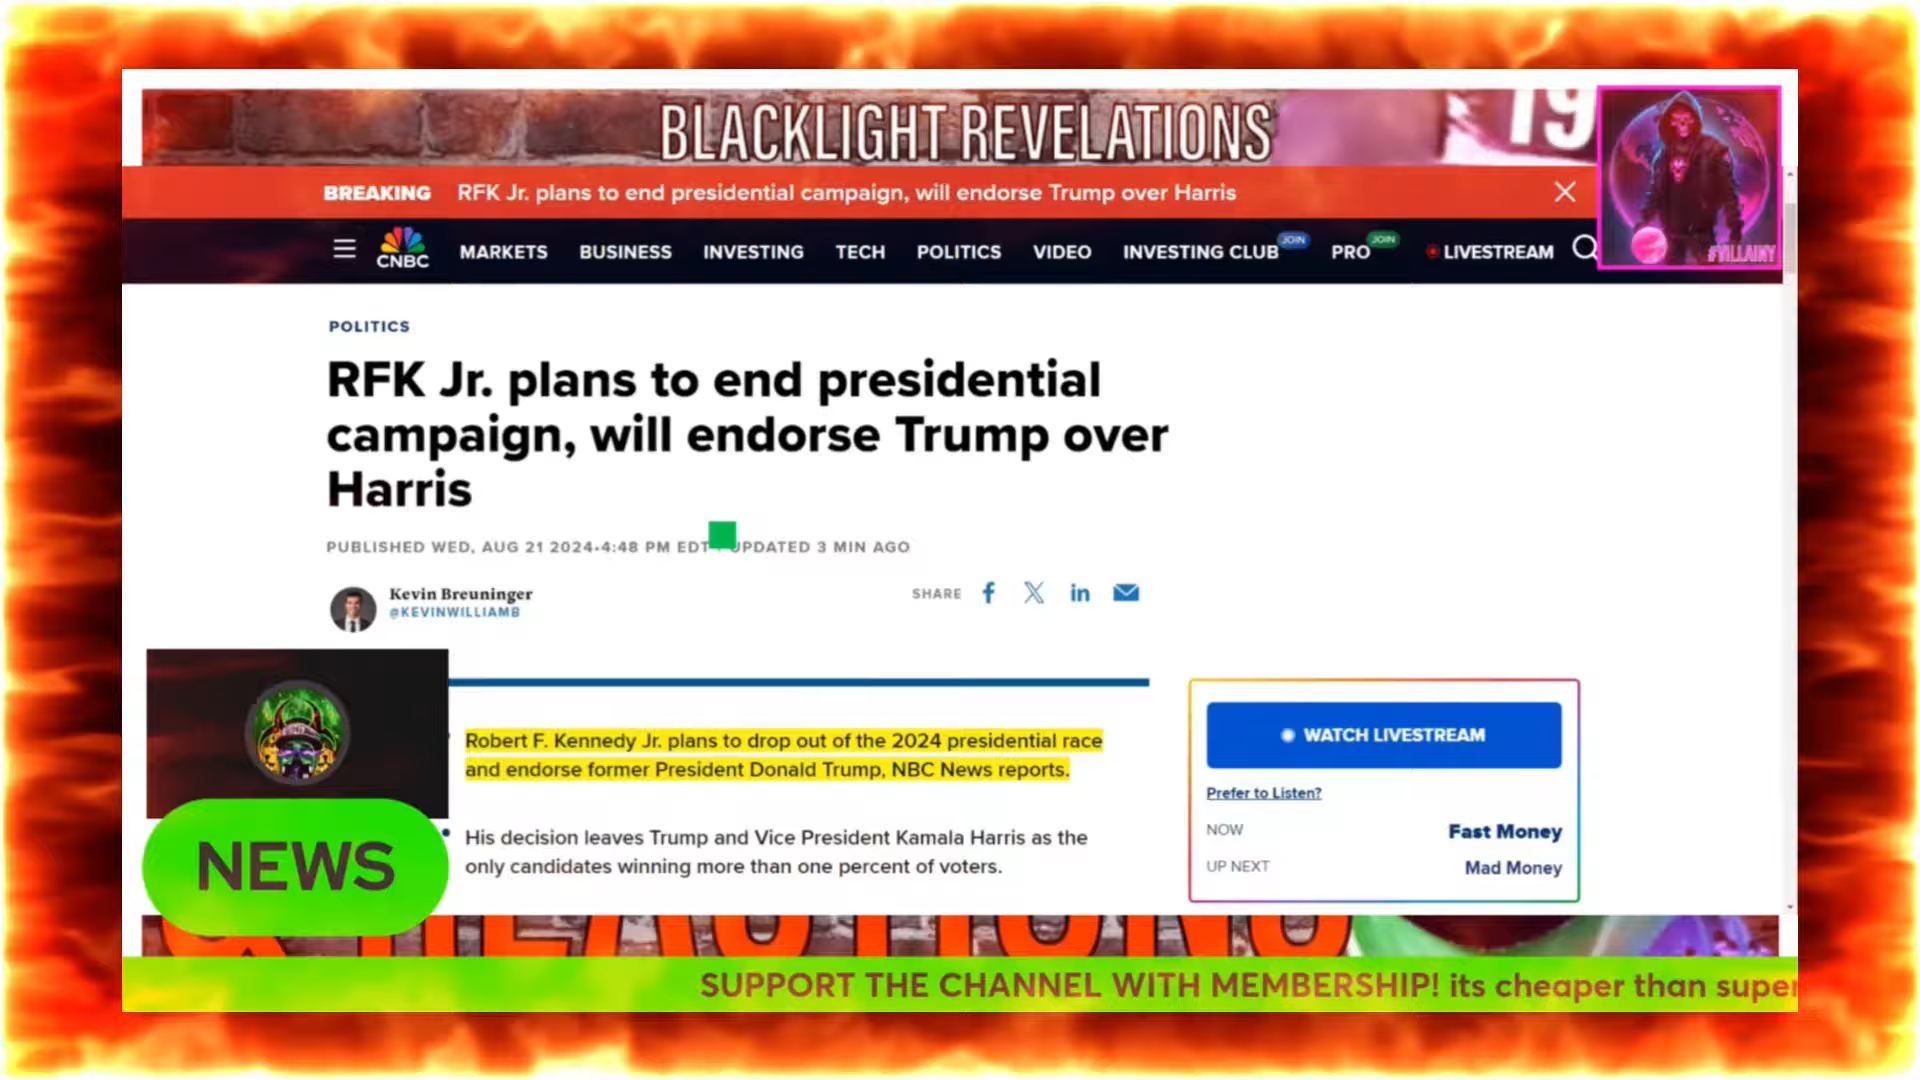 BLACKLIGHT REVELATIONS
19
BREAKING RFK Jr. plans to end presidential campaign, will endorse Trump over Harris
#VILLAINY
CNBC
MARKETS BUSINESS INVESTING TECH POLITICS VIDEO INVESTING CLUB JOIN PRO JOIN LIVESTREAM
POLITICS
RFK Jr. plans to end presidential
campaign, will endorse Trump over
Harris
PUBLISHED WED, AUG 21 2024•4:48 PM EDT UPDATED 3 MIN AGO
Kevin Breuninger
@KEVINWILLIAMB
SHARE
Robert F. Kennedy Jr. plans to drop out of the 2024 presidential race
and endorse former President Donald Trump, NBC News reports.
His decision leaves Trump and Vice President Kamala Harris as the
only candidates winning more than one percent of voters.
WATCH LIVESTREAM
Prefer to Listen?
NOW Fast Money
UP NEXT Mad Money
NEWS
& REACTIONS
SUPPORT THE CHANNEL WITH MEMBERSHIP! its cheaper than super